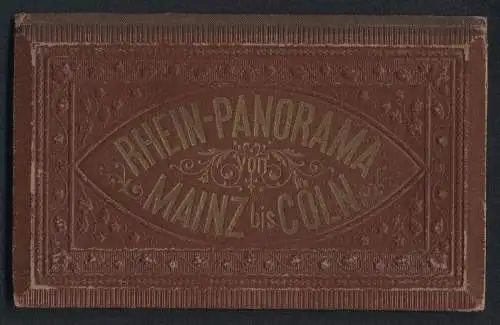 RHEIN-PANORAMA
von
MAINZ bis CÖLN.